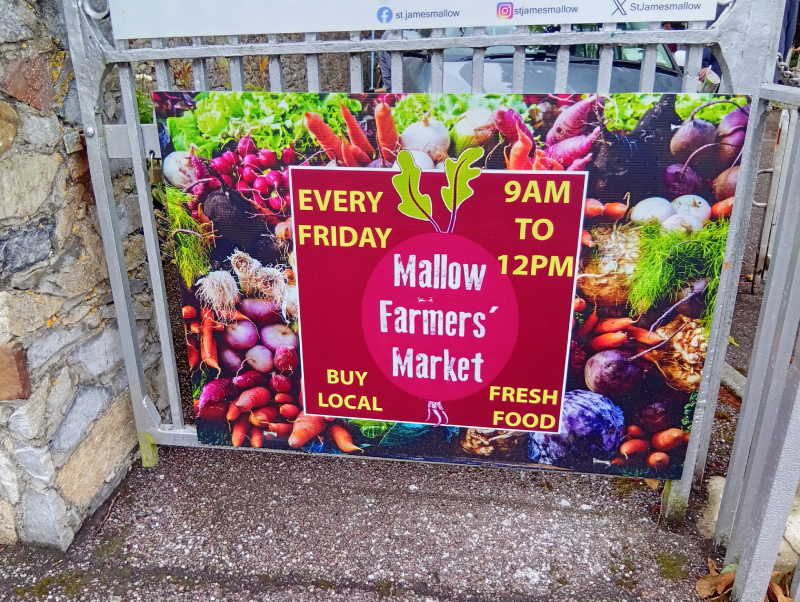 st.jamesmallow
stjamesmallow
StJamesmallow
EVERY
FRIDAY
9AM
TO
12PM
Mallow
Farmers´
Market
BUY
LOCAL
FRESH
FOOD